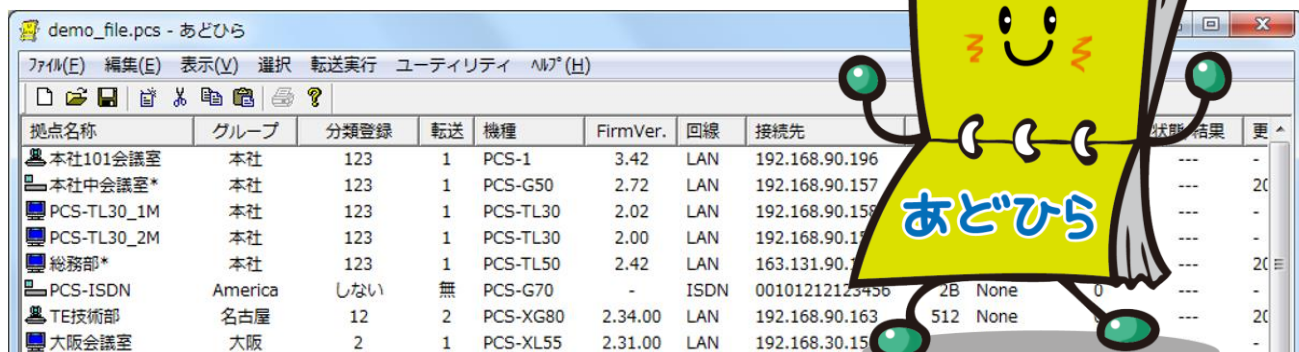 demo_file.pcs - あどひら
ﾌｧｲﾙ(F) 編集(E) 表示(V) 選択 転送実行 ユーティリティ ﾍﾙﾌﾟ(H)
拠点名称 グループ 分類登録 転送 機種 FirmVer. 回線 接続先 状態 結果 更
本社101会議室 本社 123 1 PCS-1 3.42 LAN 192.168.90.196 --- -
本社中会議室* 本社 123 1 PCS-G50 2.72 LAN 192.168.90.157 --- 20
PCS-TL30_1M 本社 123 1 PCS-TL30 2.02 LAN 192.168.90.158 --- -
PCS-TL30_2M 本社 123 1 PCS-TL30 2.00 LAN --- -
総務部* 本社 123 1 PCS-TL50 2.42 LAN --- 20
PCS-ISDN America しない 無 PCS-G70 - ISDN 00101212123456 2B None 0 --- -
TE技術部 名古屋 12 2 PCS-XG80 2.34.00 LAN 192.168.90.163 512 None --- 20
大阪会議室 大阪 2 1 PCS-XL55 2.31.00 LAN --- -
あどひら